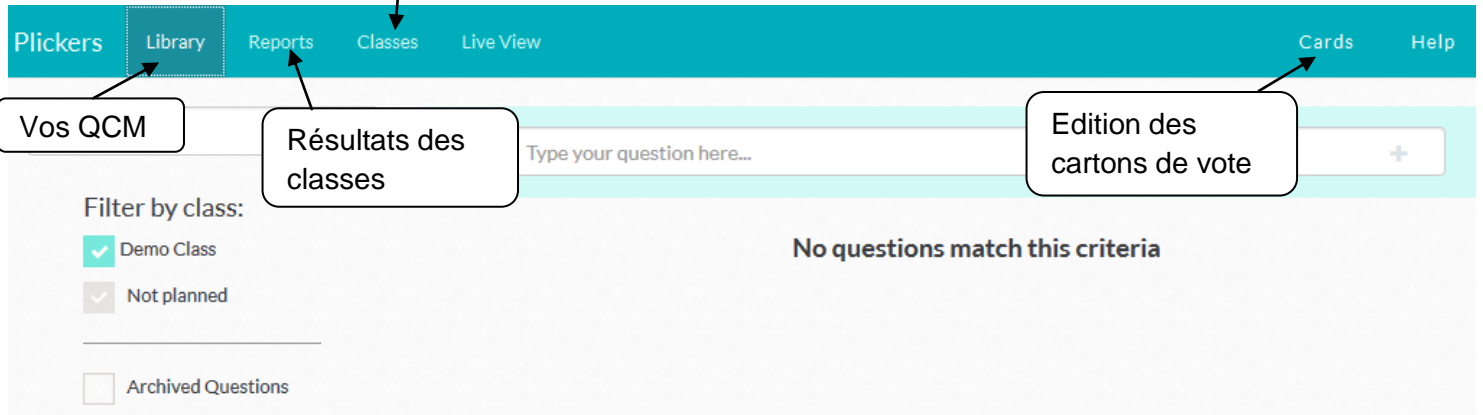 Plickers Library Reports Classes Live View Cards Help
Vos QCM
Résultats des
classes
Type your question here...
Edition des
cartons de vote
Filter by class:
Demo Class
Not planned
No questions match this criteria
Archived Questions